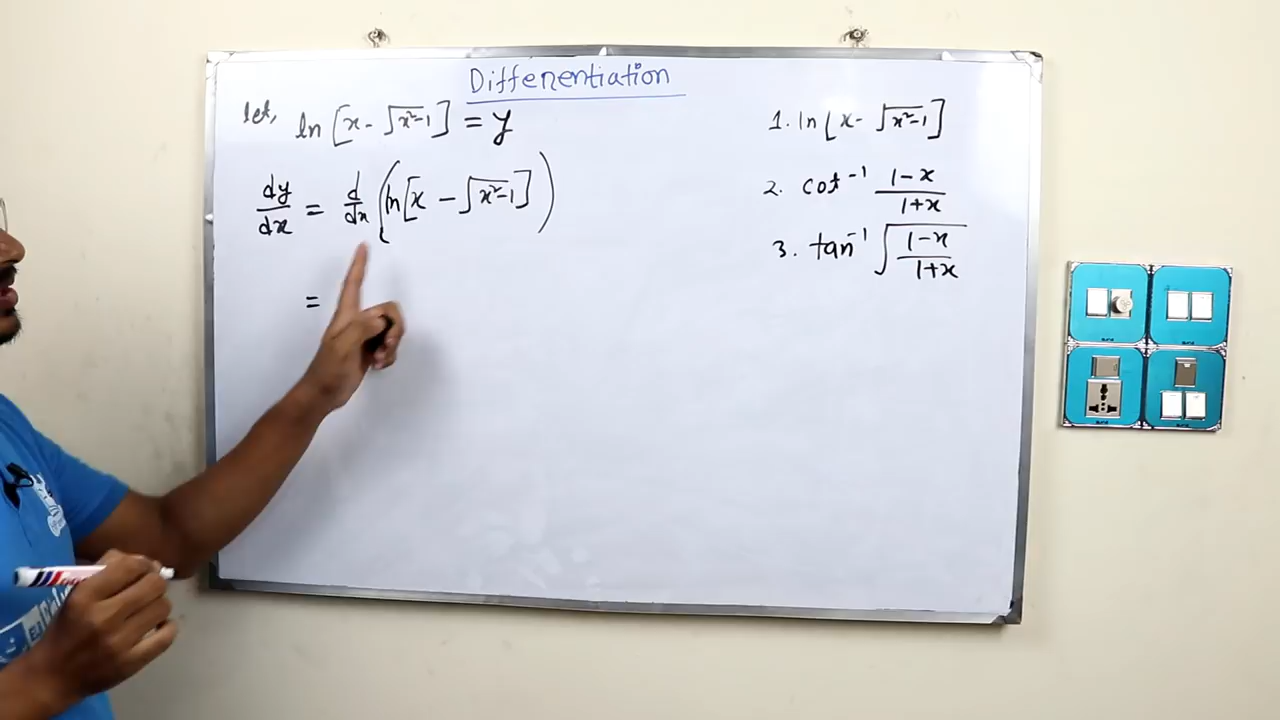 Differentiation
let, ln [x - √x²-1] = y
dy/dx = d/dx (ln[x - √x²-1])
=
1. ln [x - √x²-1]
2. cot⁻¹ 1-x/1+x
3. tan⁻¹ √1-x/1+x